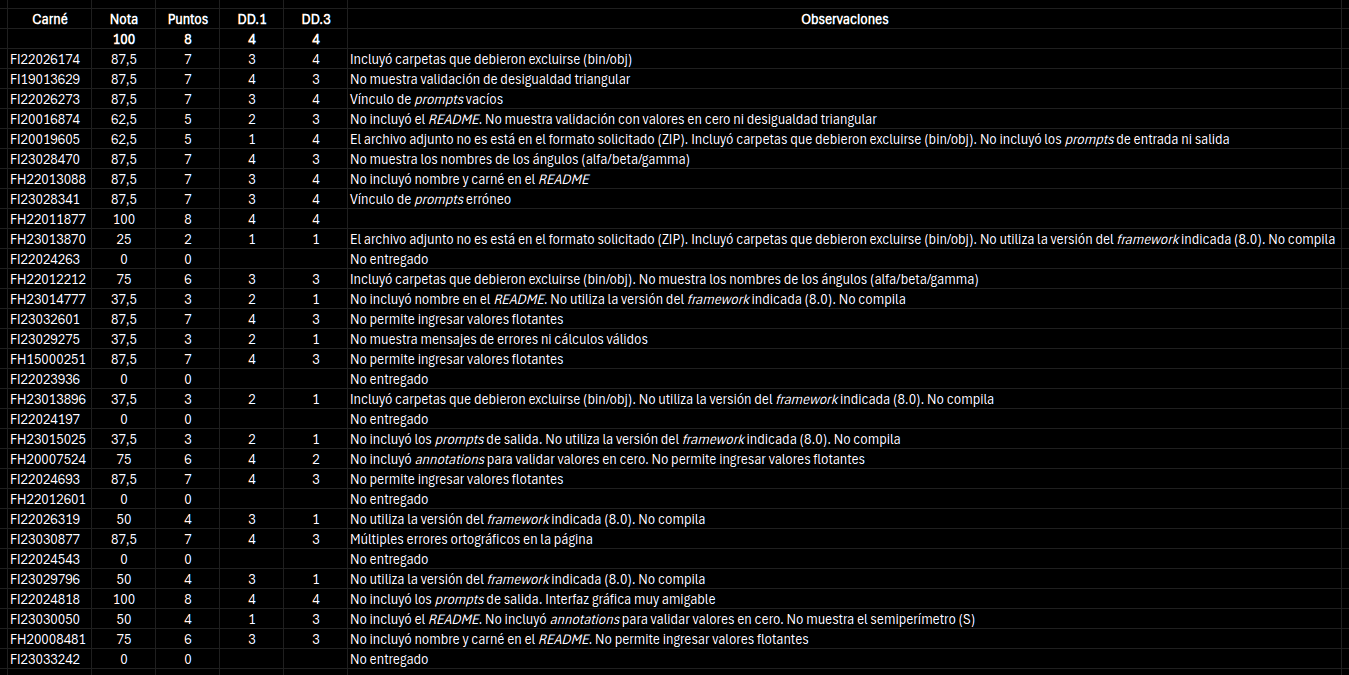 Carné Nota Puntos DD.1 DD.3 Observaciones
100 8 4 4
FI22026174 87,5 7 3 4 Incluyó carpetas que debieron excluirse (bin/obj)
FI19013629 87,5 7 4 3 No muestra validación de desigualdad triangular
FI22026273 87,5 7 3 4 Vínculo de prompts vacíos
FI20016874 62,5 5 2 3 No incluyó el README. No muestra validación con valores en cero ni desigualdad triangular
FI20019605 62,5 5 1 4 El archivo adjunto no es está en el formato solicitado (ZIP). Incluyó carpetas que debieron excluirse (bin/obj). No incluyó los prompts de entrada ni salida
FI23028470 87,5 7 4 3 No muestra los nombres de los ángulos (alfa/beta/gamma)
FH22013088 87,5 7 3 4 No incluyó nombre y carné en el README
FI23028341 87,5 7 3 4 Vínculo de prompts erróneo
FH22011877 100 8 4 4
FH23013870 25 2 1 1 El archivo adjunto no es está en el formato solicitado (ZIP). Incluyó carpetas que debieron excluirse (bin/obj). No utiliza la versión del framework indicada (8.0). No compila
FI22024263 0 0 No entregado
FH22012212 75 6 3 3 Incluyó carpetas que debieron excluirse (bin/obj). No muestra los nombres de los ángulos (alfa/beta/gamma)
FH23014777 37,5 3 2 1 No incluyó nombre en el README. No utiliza la versión del framework indicada (8.0). No compila
FI23032601 87,5 7 4 3 No permite ingresar valores flotantes
FI23029275 37,5 3 2 1 No muestra mensajes de errores ni cálculos válidos
FH15000251 87,5 7 4 3 No permite ingresar valores flotantes
FI22023936 0 0 No entregado
FH23013896 37,5 3 2 1 Incluyó carpetas que debieron excluirse (bin/obj). No utiliza la versión del framework indicada (8.0). No compila
FI22024197 0 0 No entregado
FH23015025 37,5 3 2 1 No incluyó los prompts de salida. No utiliza la versión del framework indicada (8.0). No compila
FH20007524 75 6 4 2 No incluyó annotations para validar valores en cero. No permite ingresar valores flotantes
FI22024693 87,5 7 4 3 No permite ingresar valores flotantes
FH22012601 0 0 No entregado
FI22026319 50 4 3 1 No utiliza la versión del framework indicada (8.0). No compila
FI23030877 87,5 7 4 3 Múltiples errores ortográficos en la página
FI22024543 0 0 No entregado
FI23029796 50 4 3 1 No utiliza la versión del framework indicada (8.0). No compila
FI22024818 100 8 4 4 No incluyó los prompts de salida. Interfaz gráfica muy amigable
FI23030050 50 4 1 3 No incluyó el README. No incluyó annotations para validar valores en cero. No muestra el semiperímetro (S)
FH20008481 75 6 3 3 No incluyó nombre y carné en el README. No permite ingresar valores flotantes
FI23033242 0 0 No entregado